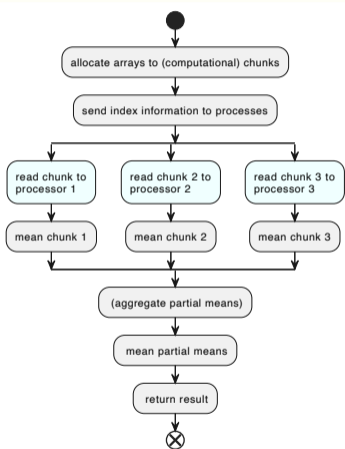 allocate arrays to (computational) chunks
send index information to processes
read chunk to
processor 1
read chunk 2 to
processor 2
read chunk 3 to
processor 3
mean chunk 1
mean chunk 2
mean chunk 3
(aggregate partial means)
mean partial means
return result